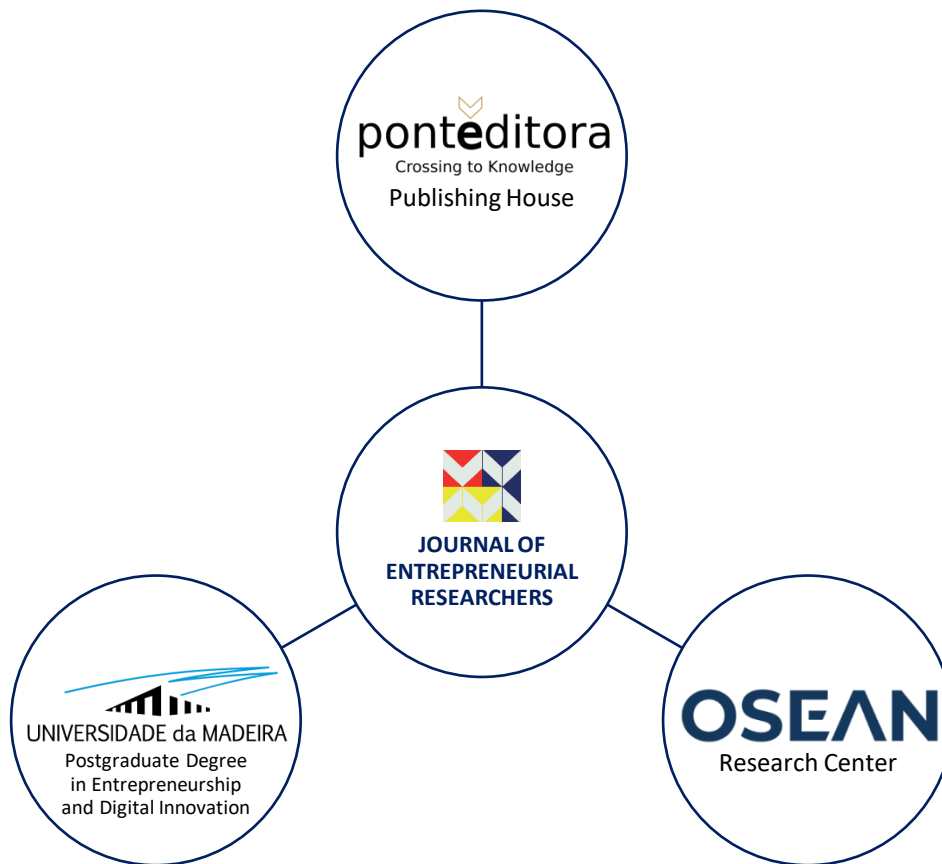 pontèditora
Crossing to Knowledge
Publishing House
JOURNAL OF
ENTREPRENEURIAL
RESEARCHERS
UNIVERSIDADE da MADEIRA
Postgraduate Degree
in Entrepreneurship
and Digital Innovation
OSEAN
Research Center